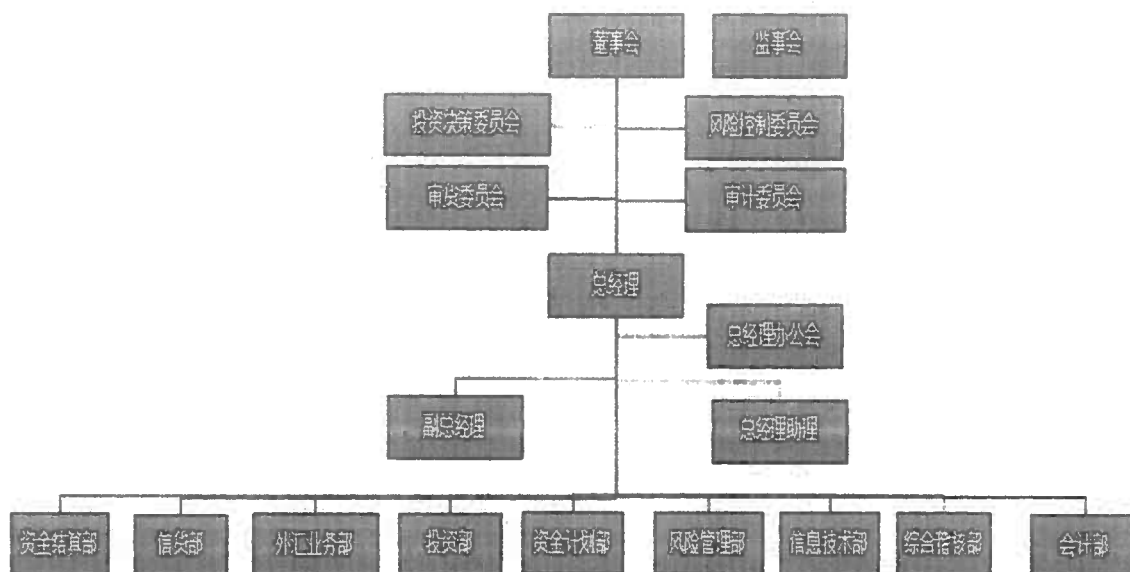 董事会 监事会
投资决策委员会 风险控制委员会
审贷委员会 审计委员会
总经理
总经理办公会
副总经理 总经理助理
资金结算部 信贷部 外汇业务部 投资部 资金计划部 风险管理部 信息技术部 综合稽核部 会计部